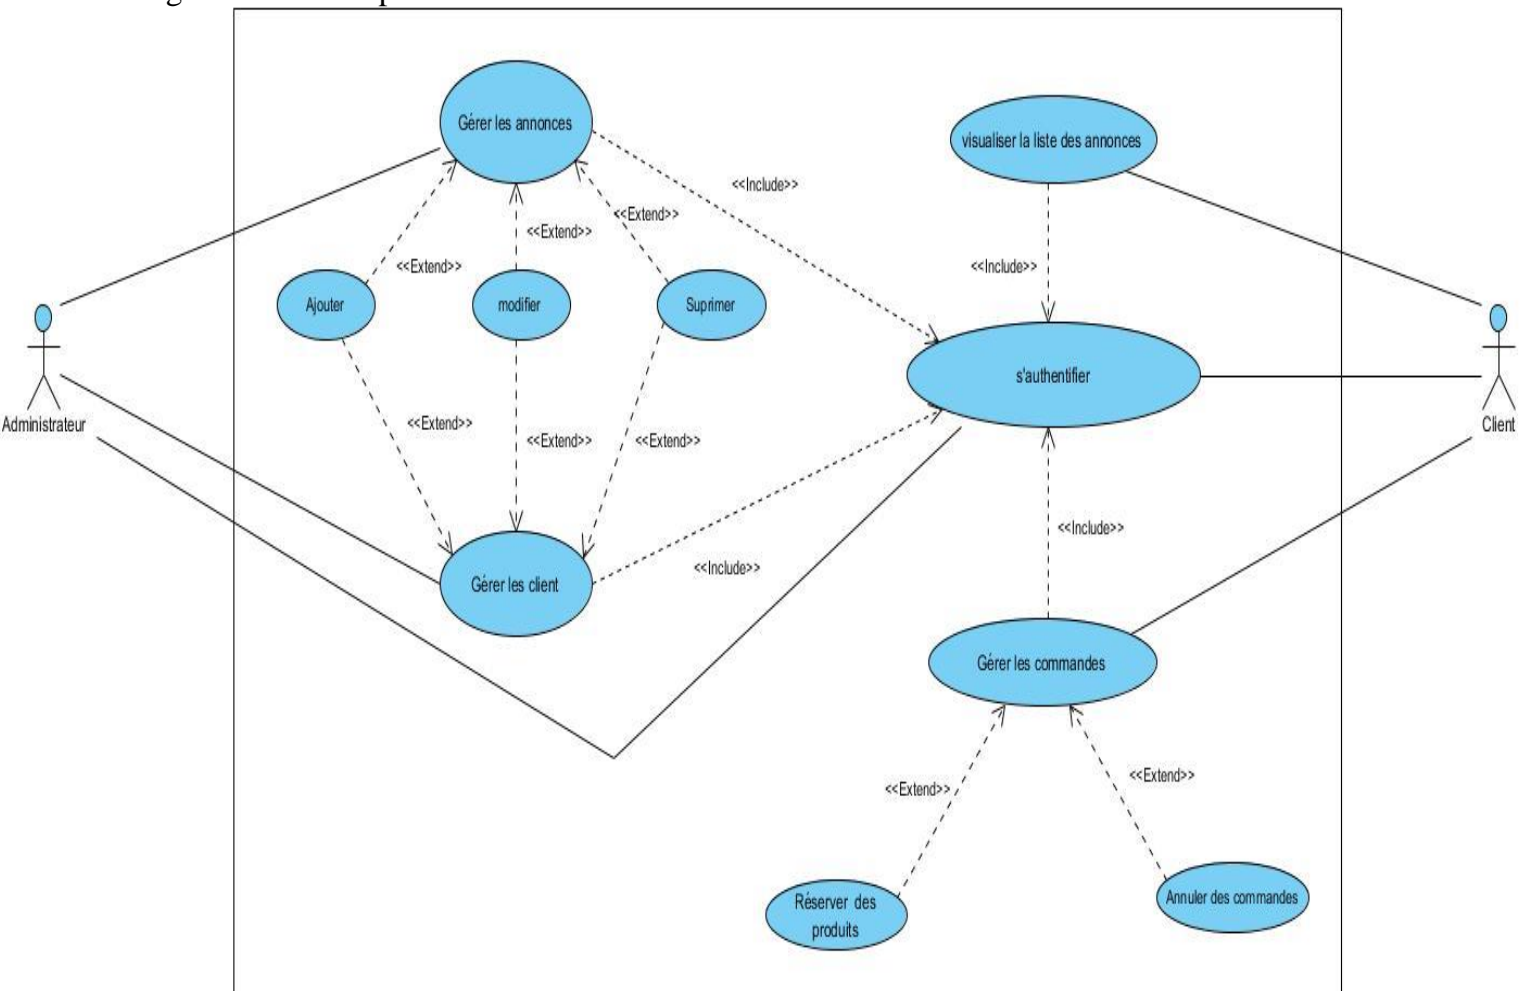 Gérer les annonces
visualiser la liste des annonces
<<Include>>
<<Extend>>
<<Extend>>
<<Extend>>
<<Include>>
Ajouter
modifier
Suprimer
s'authentifier
Administrateur
Client
<<Extend>>
<<Extend>>
<<Extend>>
<<Include>>
<<Include>>
Gérer les client
Gérer les commandes
<<Extend>>
<<Extend>>
Réserver des
produits
Annuler des commandes